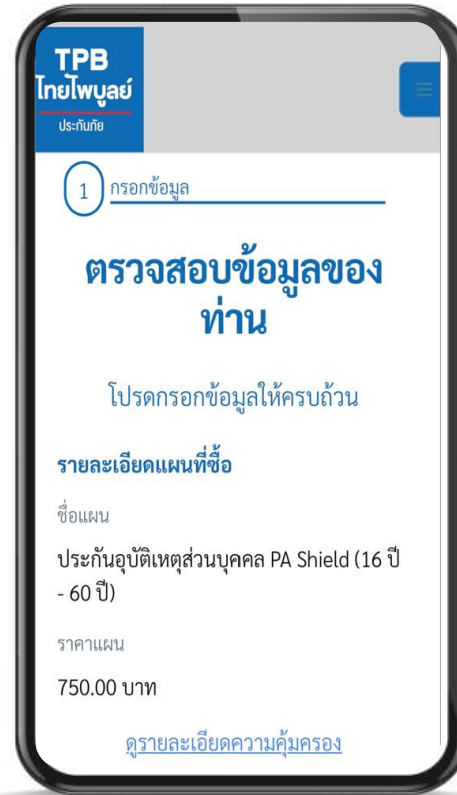 TPB
ไทยไพบูลย์
ประกันภัย
1 กรอกข้อมูล
ตรวจสอบข้อมูลของ
ท่าน
โปรดกรอกข้อมูลให้ครบถ้วน
รายละเอียดแผนที่ซื้อ
ชื่อแผน
ประกันอุบัติเหตุส่วนบุคคล PA Shield (16 ปี
- 60 ปี)
ราคาแผน
750.00 บาท
ดูรายละเอียดความคุ้มครอง